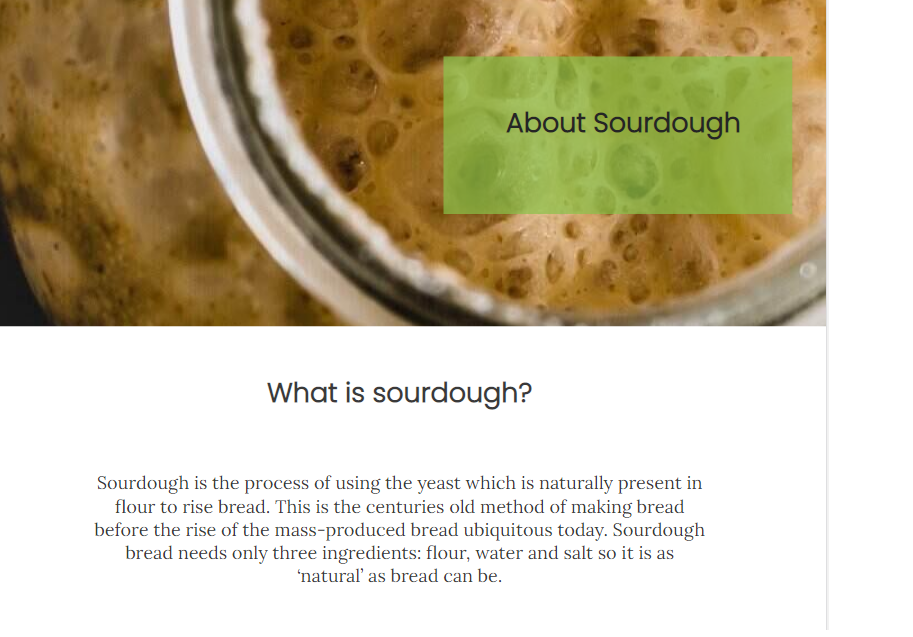 About Sourdough
What is sourdough?
Sourdough is the process of using the yeast which is naturally present in
flour to rise bread. This is the centuries old method of making bread
before the rise of the mass-produced bread ubiquitous today. Sourdough
bread needs only three ingredients: flour, water and salt so it is as
‘natural’ as bread can be.